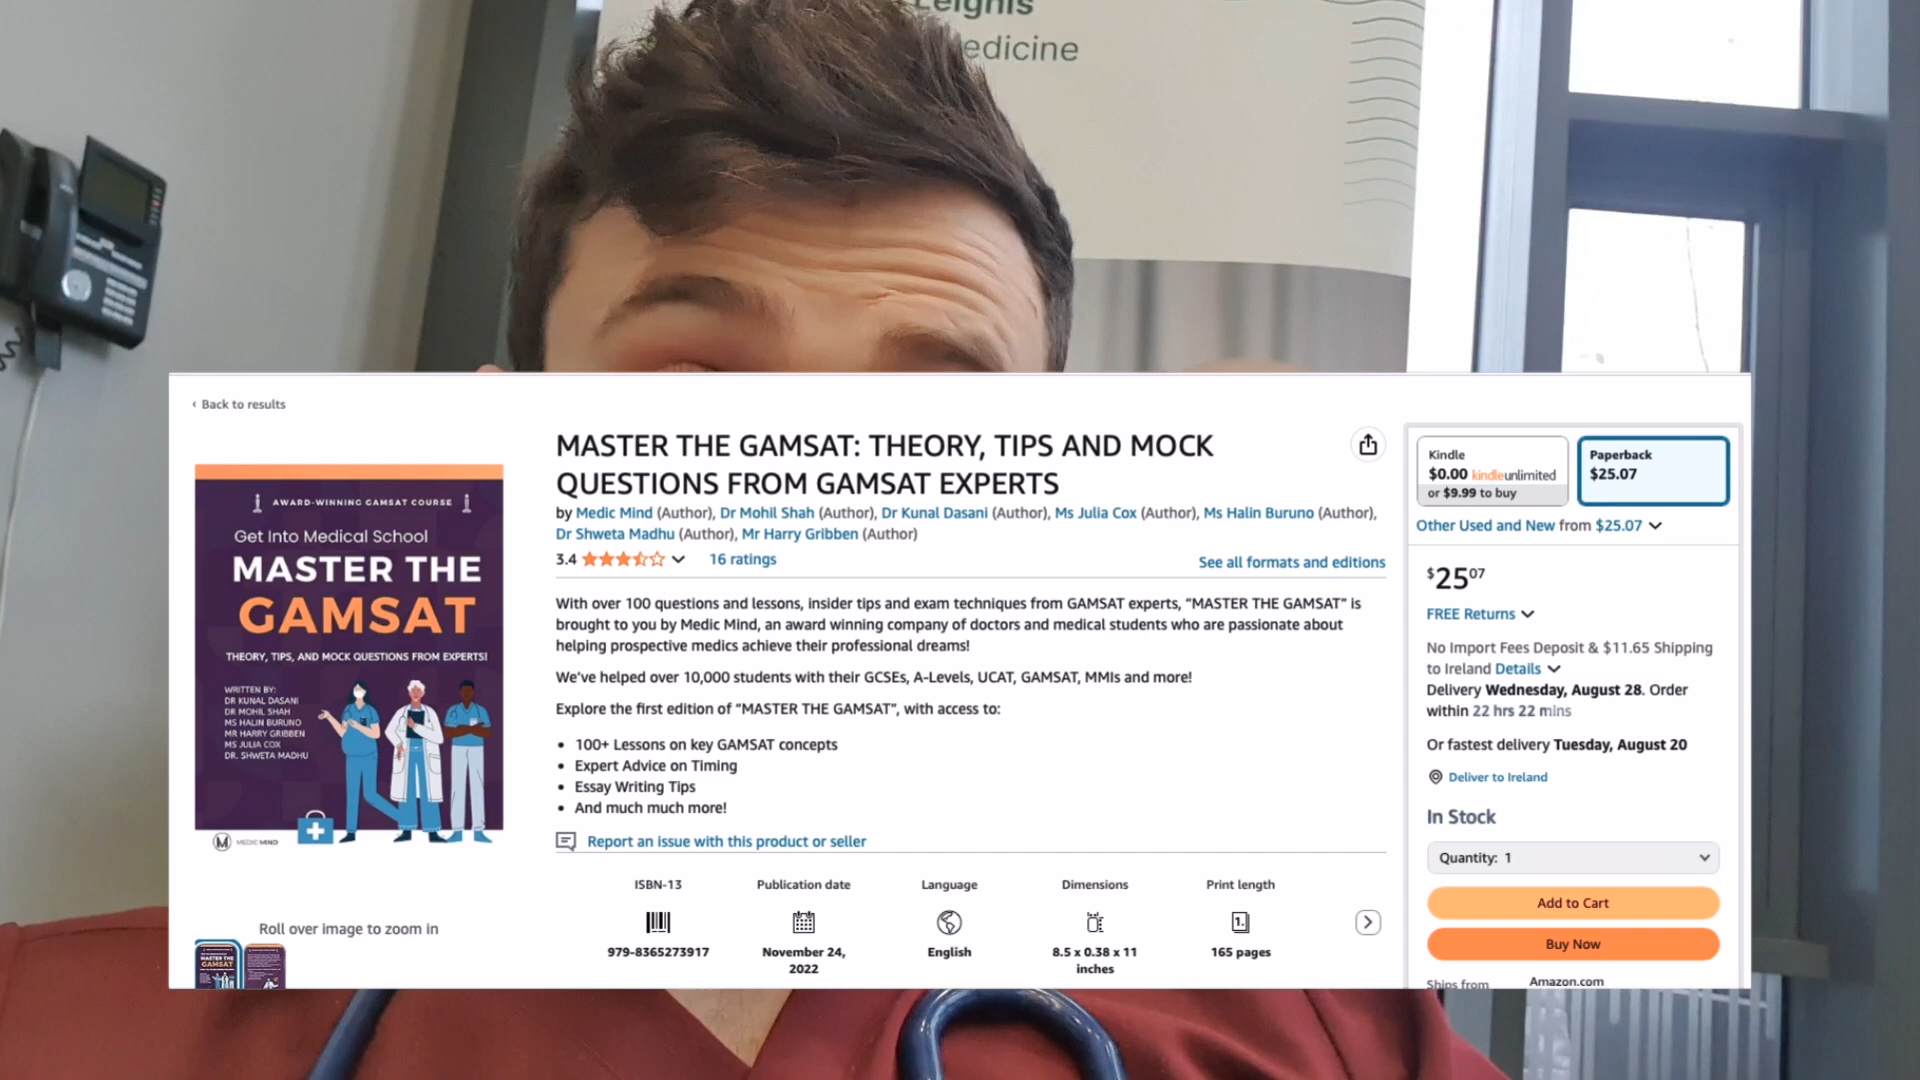 Leighis
edicine
Back to results
AWARD-WINNING GAMSAT COURSE
Get Into Medical School
MASTER THE
GAMSAT
THEORY, TIPS, AND MOCK QUESTIONS FROM EXPERTS!
WRITTEN BY:
DR KUNAL DASANI
DR MOHIL SHAH
MS HALIN BURUNO
MR HARRY GRIBBEN
MS JULIA COX
DR. SHWETA MADHU
MEDIC MIND
Roll over image to zoom in
MASTER THE
GAMSAT
MASTER THE GAMSAT: THEORY, TIPS AND MOCK
QUESTIONS FROM GAMSAT EXPERTS
by Medic Mind (Author), Dr Mohil Shah (Author), Dr Kunal Dasani (Author), Ms Julia Cox (Author), Ms Halin Buruno (Author),
Dr Shweta Madhu (Author), Mr Harry Gribben (Author)
3.4 16 ratings
See all formats and editions
With over 100 questions and lessons, insider tips and exam techniques from GAMSAT experts, “MASTER THE GAMSAT” is
brought to you by Medic Mind, an award winning company of doctors and medical students who are passionate about
helping prospective medics achieve their professional dreams!
We’ve helped over 10,000 students with their GCSEs, A-Levels, UCAT, GAMSAT, MMIs and more!
Explore the first edition of “MASTER THE GAMSAT”, with access to:
• 100+ Lessons on key GAMSAT concepts
• Expert Advice on Timing
• Essay Writing Tips
• And much much more!
Report an issue with this product or seller
ISBN-13 Publication date Language Dimensions Print length
979-8365273917 November 24, English 8.5 x 0.38 x 11 165 pages
2022 inches
Kindle
$0.00 kindleunlimited
or $9.99 to buy
Paperback
$25.07
Other Used and New from $25.07
$25 07
FREE Returns
No Import Fees Deposit & $11.65 Shipping
to Ireland Details
Delivery Wednesday, August 28. Order
within 22 hrs 22 mins
Or fastest delivery Tuesday, August 20
Deliver to Ireland
In Stock
Quantity: 1
Add to Cart
Buy Now
Ships from Amazon.com